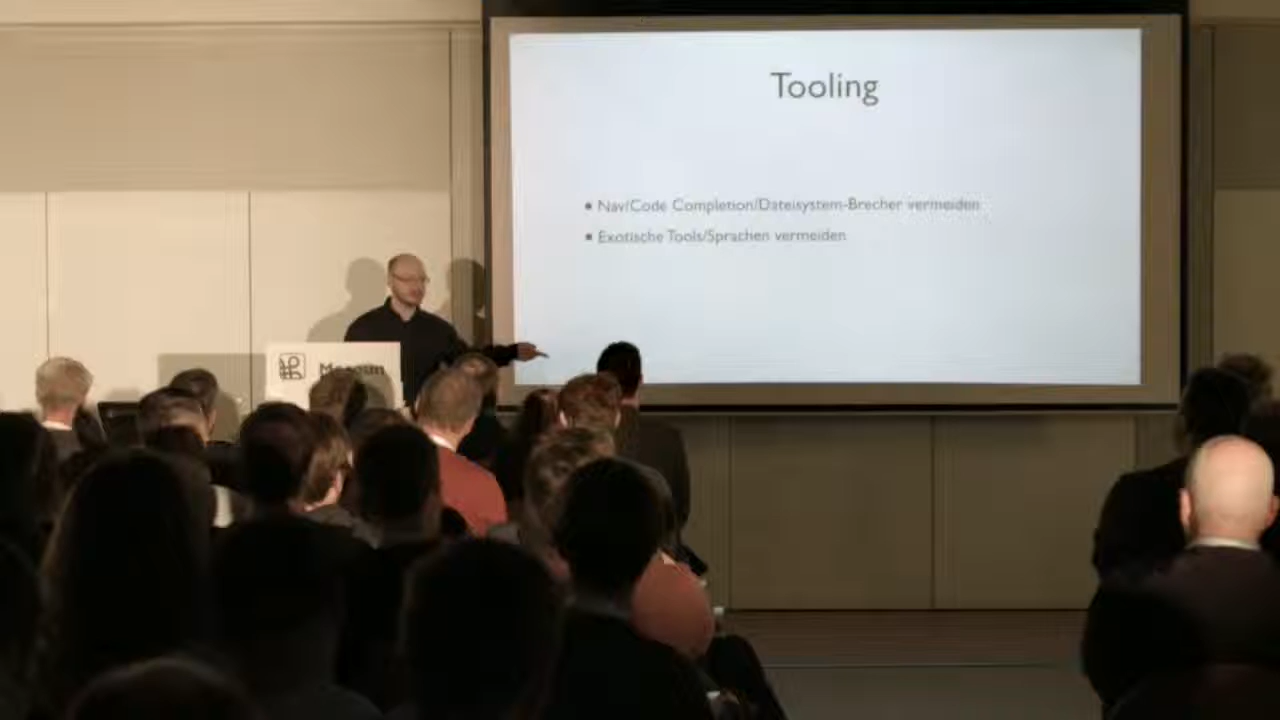 Tooling
• Nav/Code Completion/Dateisystem-Brecher vermeiden
• Exotische Tools/Sprachen vermeiden